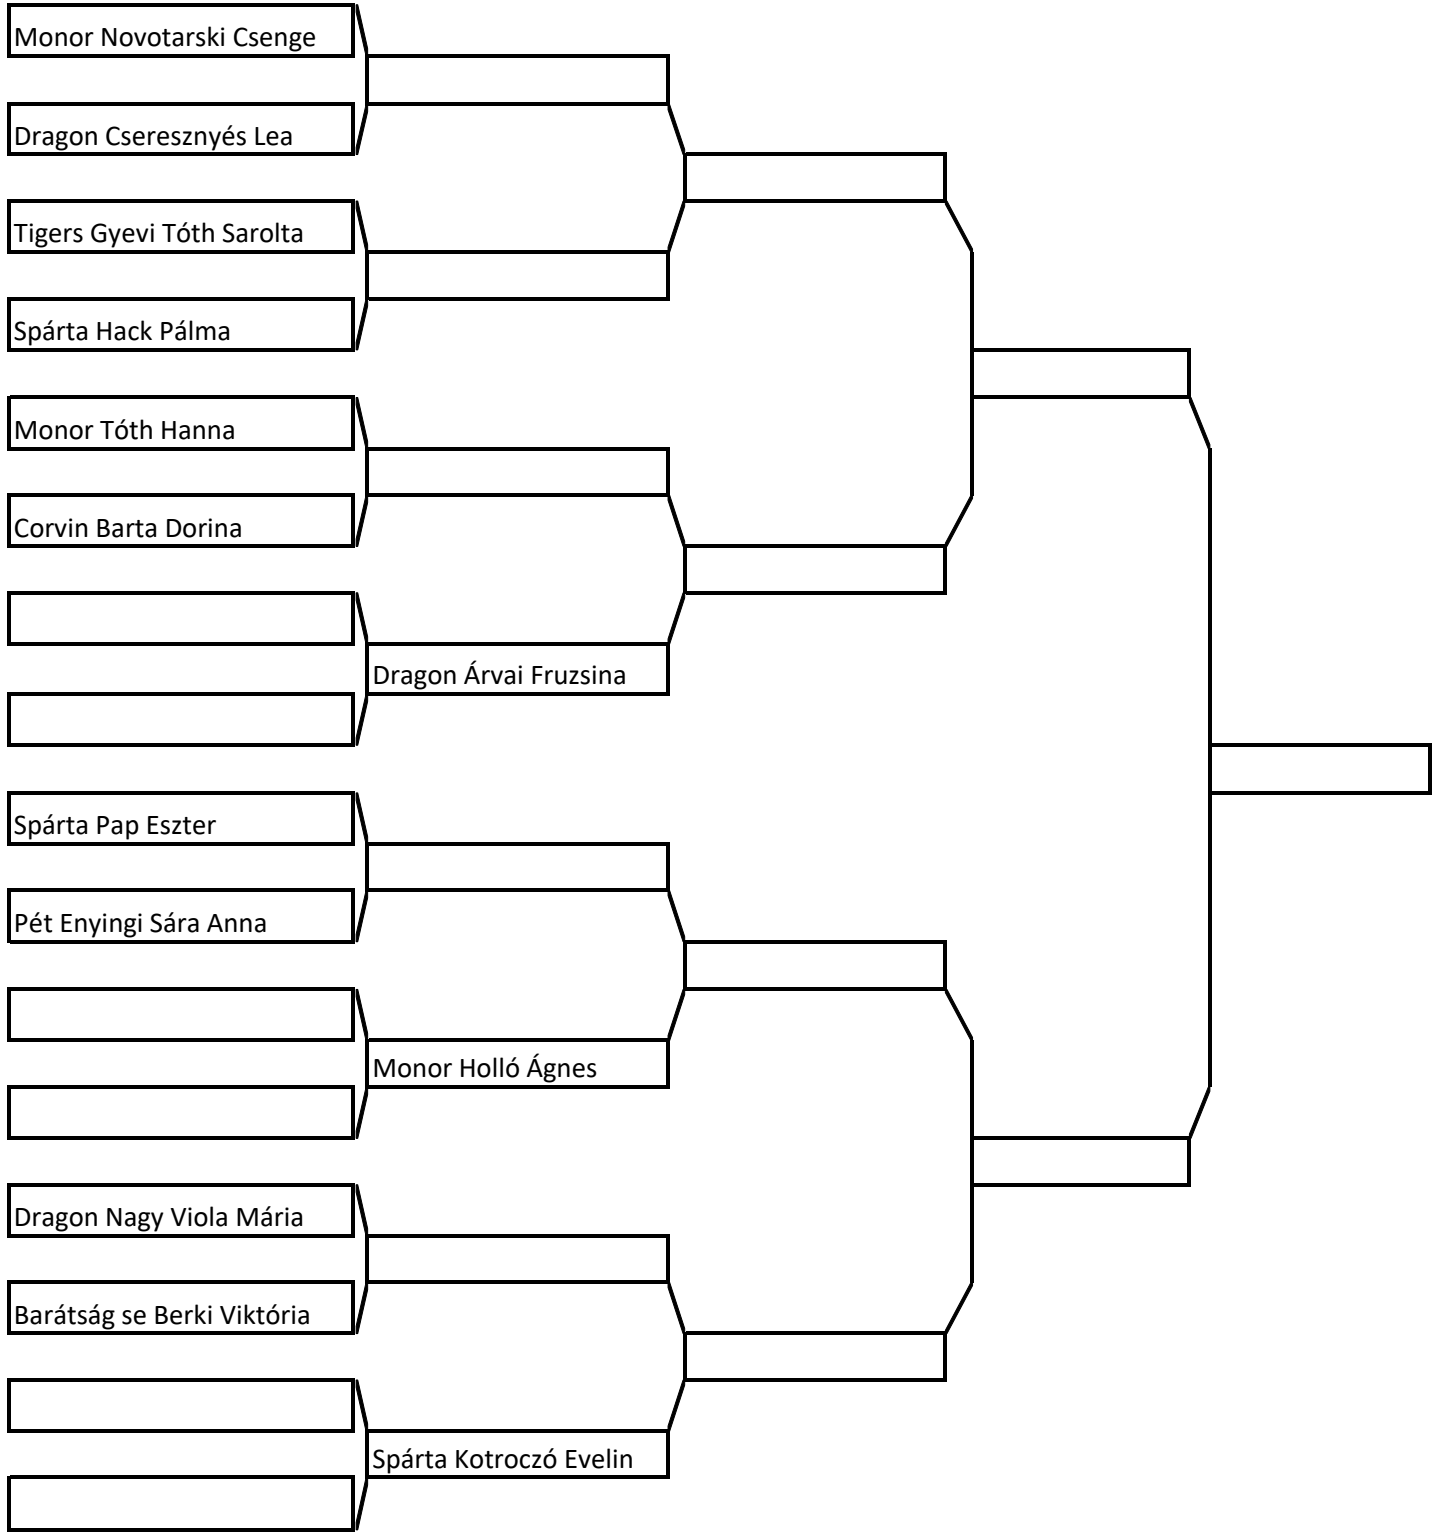 Monor Novotarski Csenge
Dragon Cseresznyés Lea
Tigers Gyevi Tóth Sarolta
Spárta Hack Pálma
Monor Tóth Hanna
Corvin Barta Dorina
Dragon Árvai Fruzsina
Spárta Pap Eszter
Pét Enyingi Sára Anna
Monor Holló Ágnes
Dragon Nagy Viola Mária
Barátság se Berki Viktória
Spárta Kotroczó Evelin